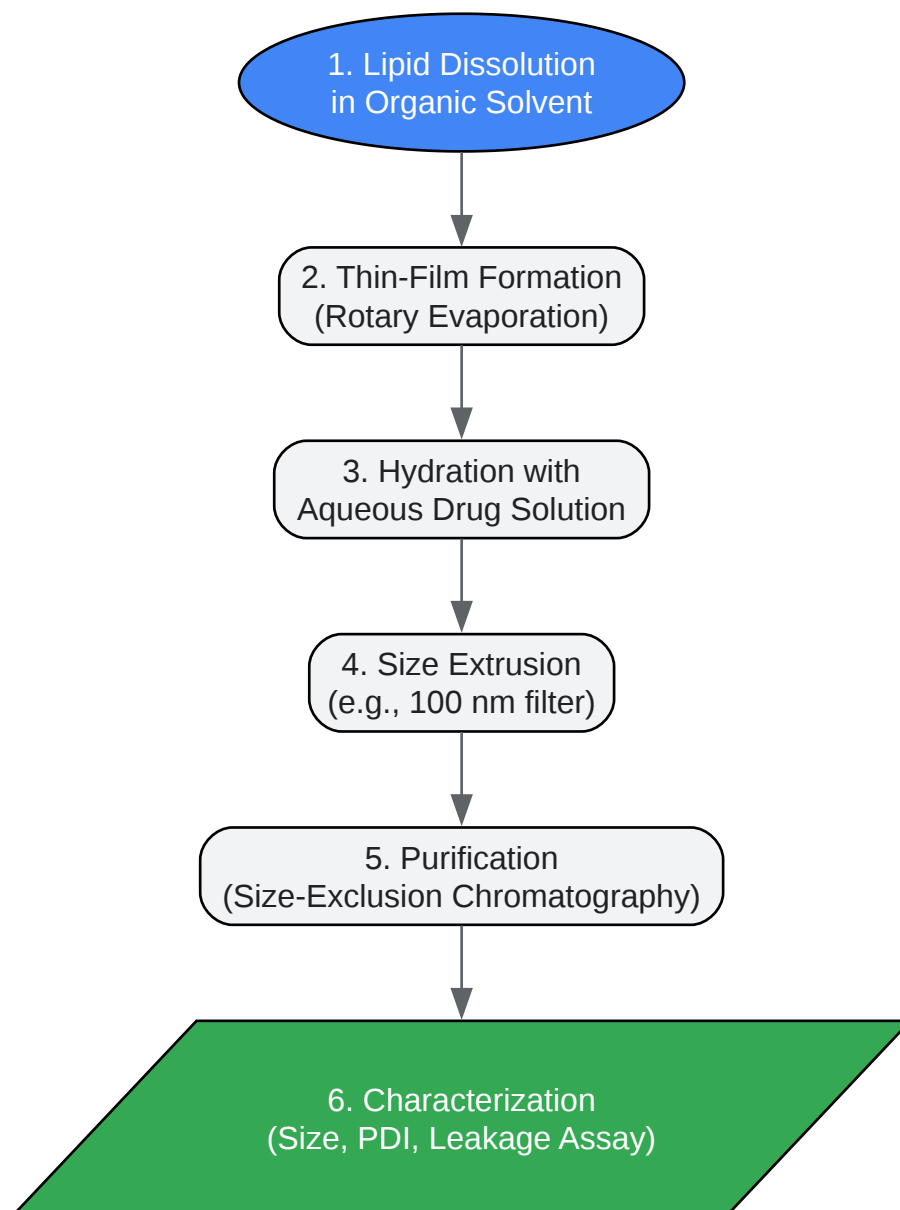 1. Lipid Dissolution
in Organic Solvent
2. Thin-Film Formation
(Rotary Evaporation)
3. Hydration with
Aqueous Drug Solution
4. Size Extrusion
(e.g., 100 nm filter)
5. Purification
(Size-Exclusion Chromatography)
6. Characterization
(Size, PDI, Leakage Assay)